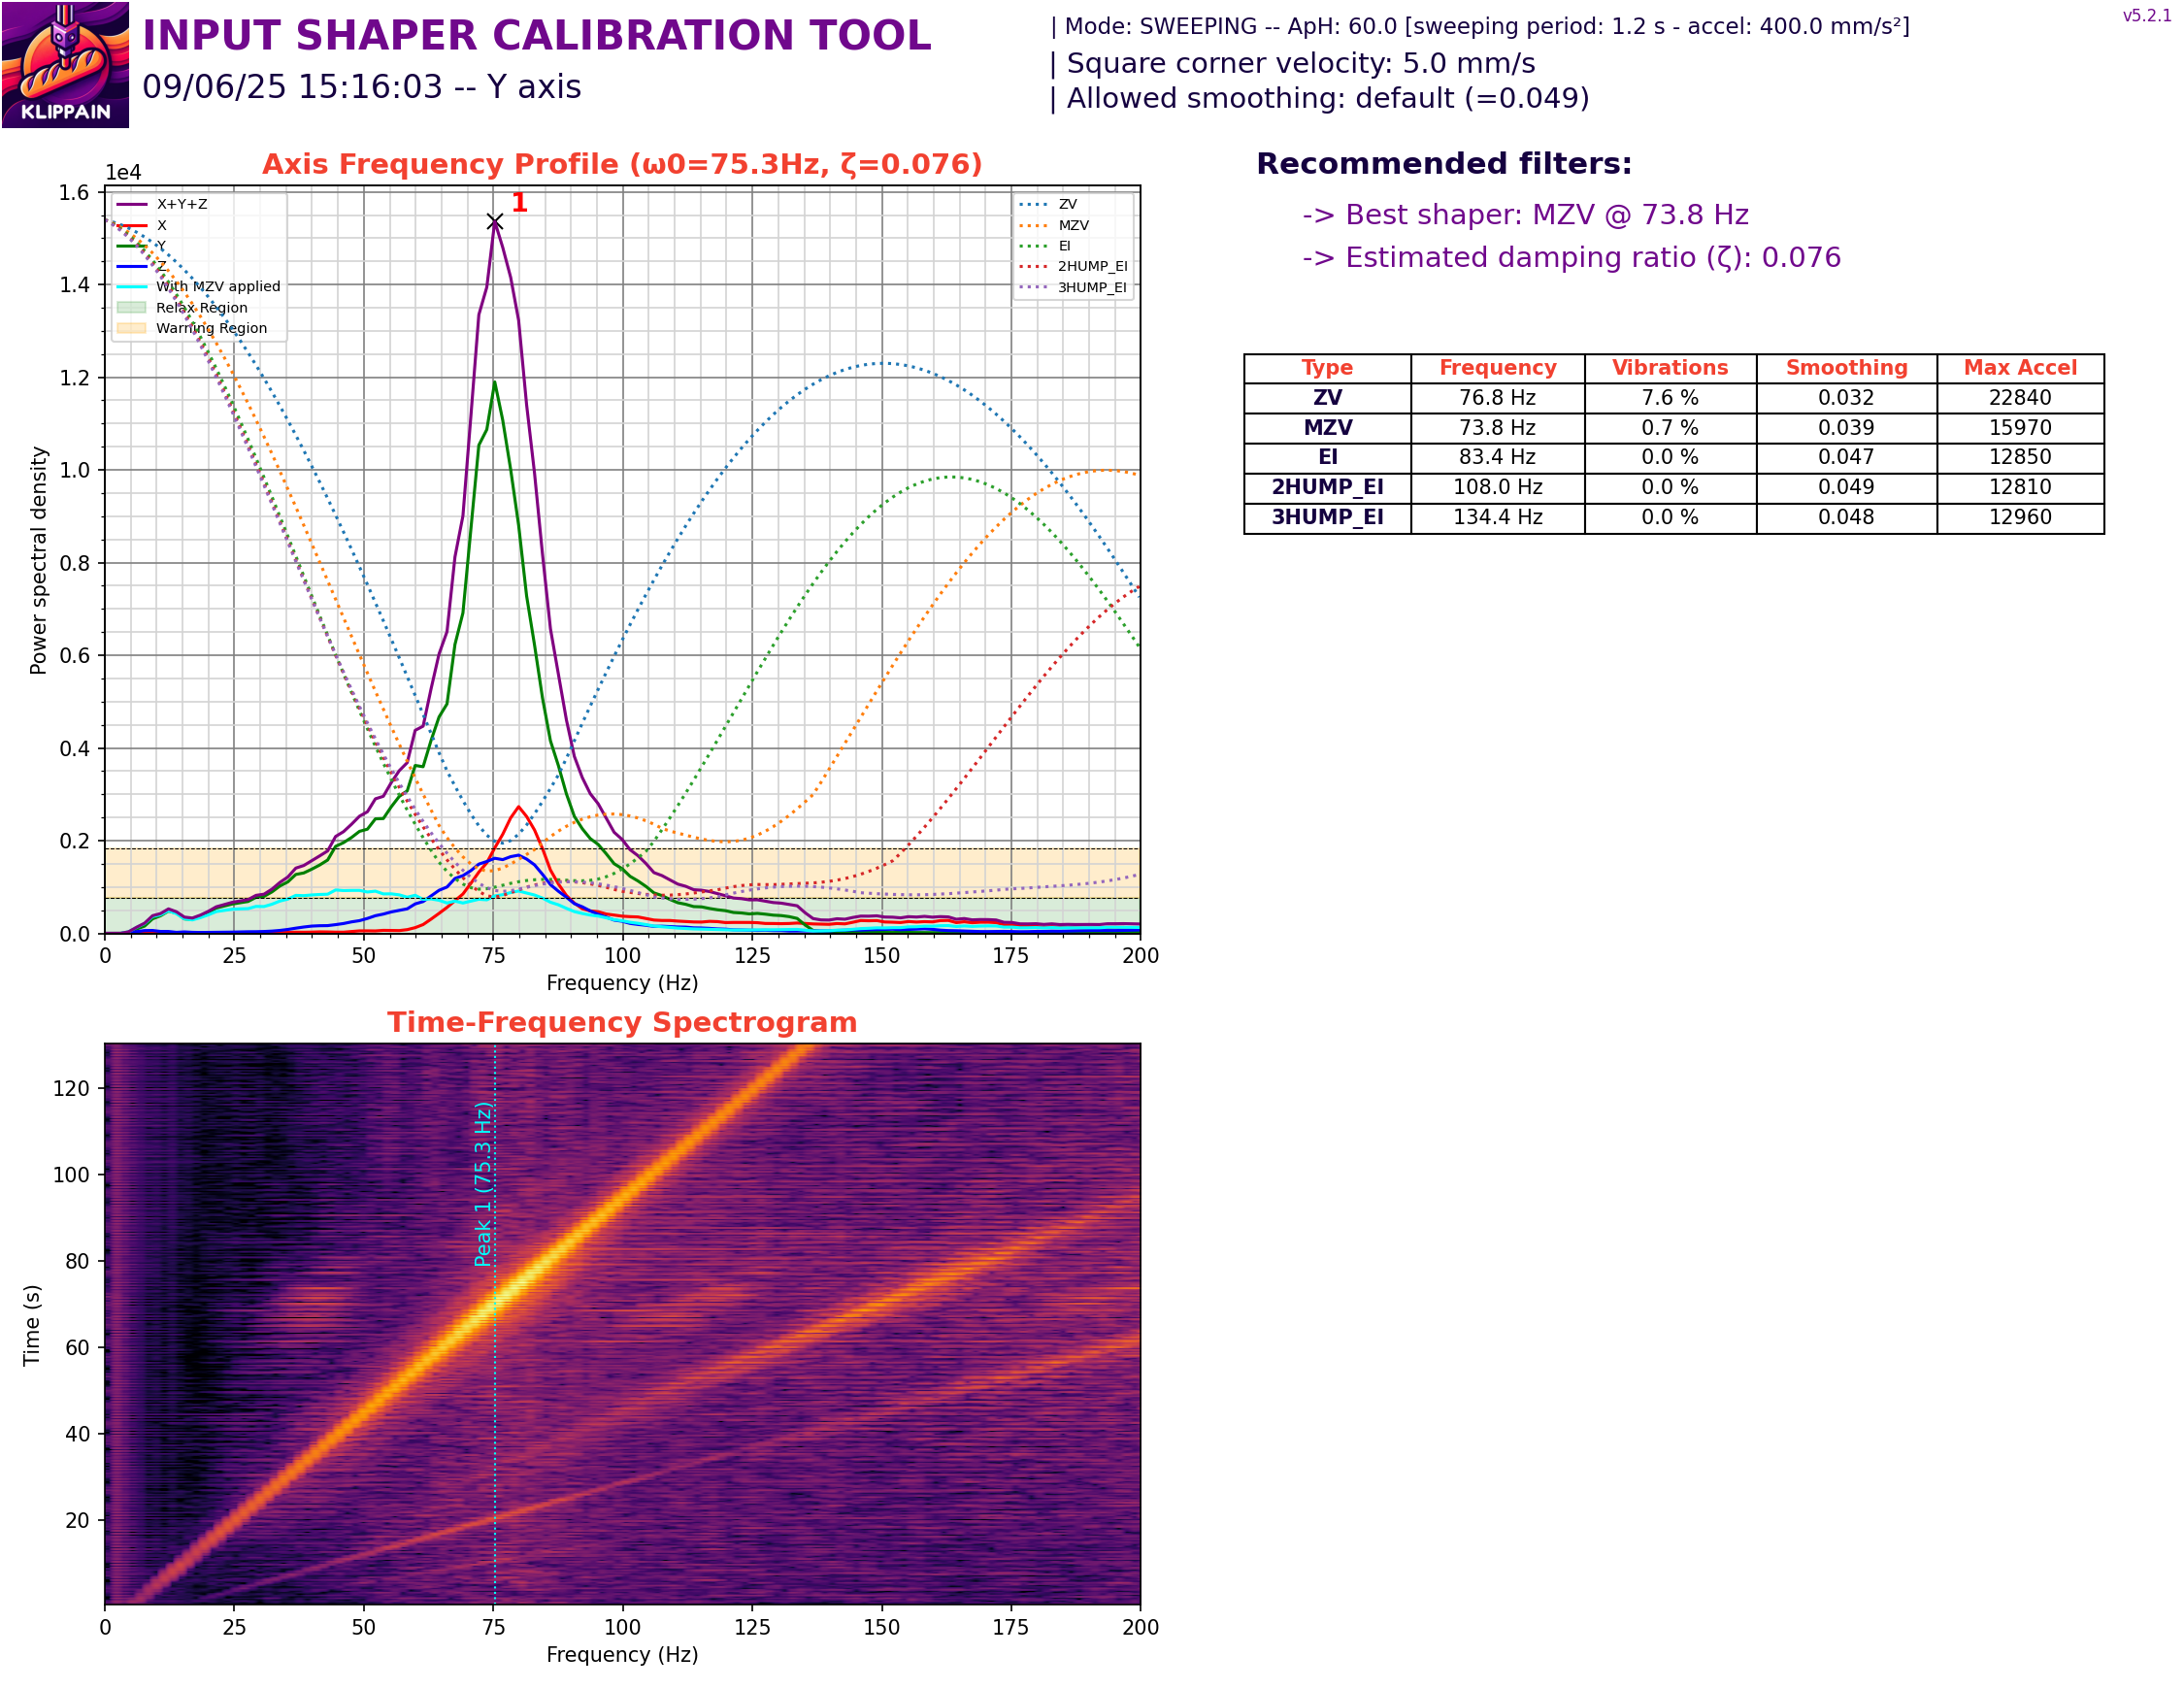 KLIPPAIN
INPUT SHAPER CALIBRATION TOOL
09/06/25 15:16:03 -- Y axis
| Mode: SWEEPING -- ApH: 60.0 [sweeping period: 1.2 s - accel: 400.0 mm/s²]
| Square corner velocity: 5.0 mm/s
| Allowed smoothing: default (=0.049)
v5.2.1
Axis Frequency Profile (ω0=75.3Hz, ζ=0.076)
1e4
1.6
1.4
1.2
1.0
0.8
0.6
0.4
0.2
0.0
Power spectral density
X+Y+Z
X
Y
Z
With MZV applied
Relax Region
Warning Region
1
ZV
MZV
EI
2HUMP_EI
3HUMP_EI
0 25 50 75 100 125 150 175 200
Frequency (Hz)
Recommended filters:
-> Best shaper: MZV @ 73.8 Hz
-> Estimated damping ratio (ζ): 0.076
Type Frequency Vibrations Smoothing Max Accel
ZV 76.8 Hz 7.6 % 0.032 22840
MZV 73.8 Hz 0.7 % 0.039 15970
EI 83.4 Hz 0.0 % 0.047 12850
2HUMP_EI 108.0 Hz 0.0 % 0.049 12810
3HUMP_EI 134.4 Hz 0.0 % 0.048 12960
Time-Frequency Spectrogram
120
100
80
60
40
20
Time (s)
Peak 1 (75.3 Hz)
0 25 50 75 100 125 150 175 200
Frequency (Hz)